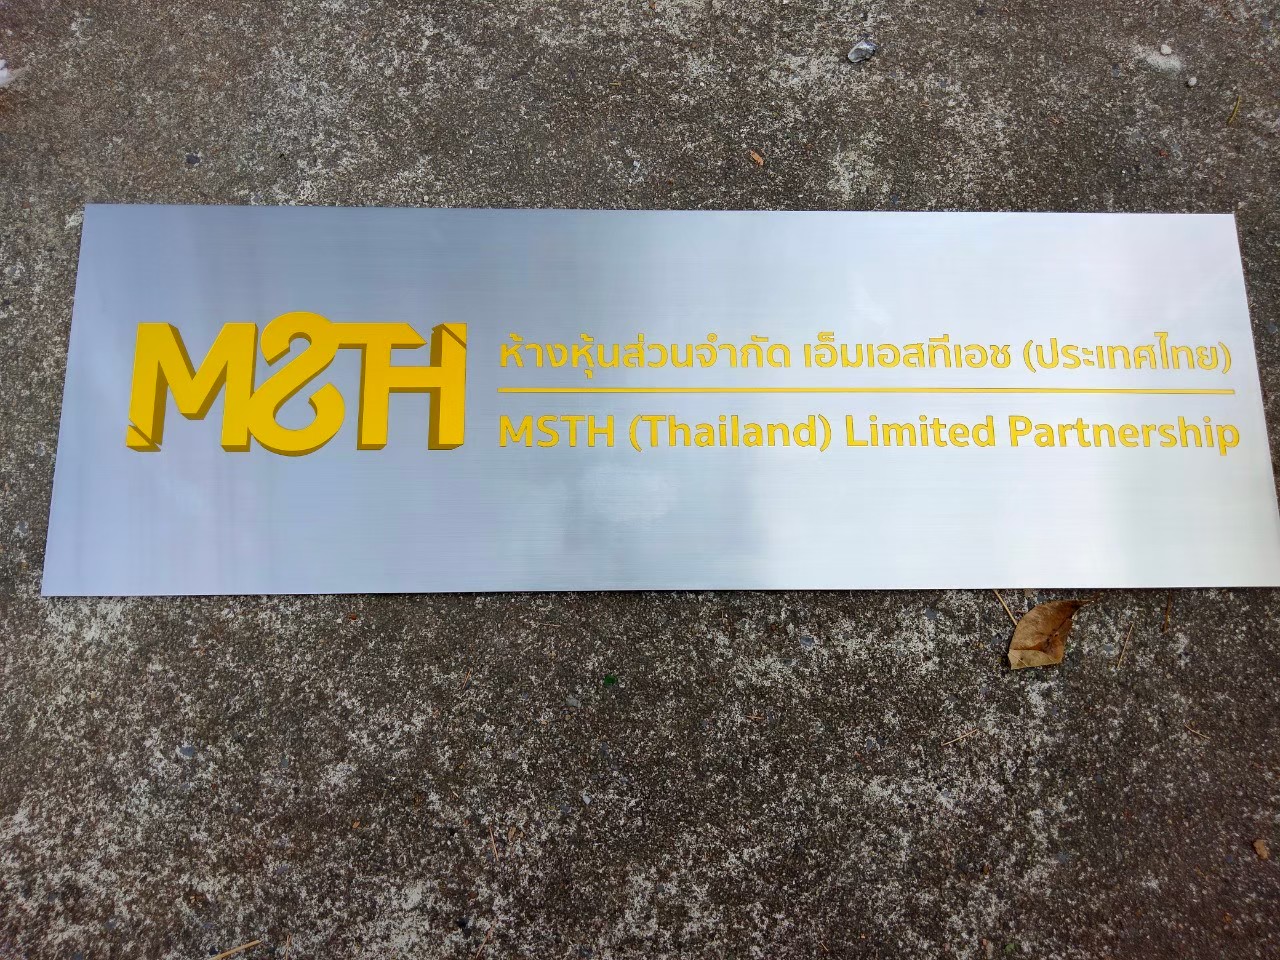 MSTH
ห้างหุ้นส่วนจำกัด เอ็มเอสทีเอช (ประเทศไทย)
MSTH (Thailand) Limited Partnership